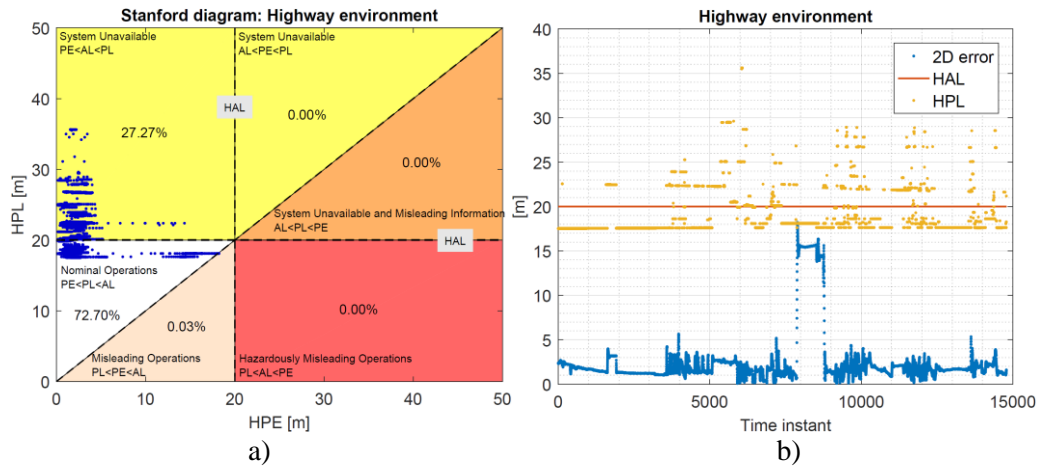 Stanford diagram: Highway environment
System Unavailable
PE<AL<PL
System Unavailable
AL<PE<PL
HAL
27.27%
0.00%
0.00%
System Unavailable and Misleading Information
AL<PL<PE
HAL
Nominal Operations
PE<PL<AL
72.70%
0.03%
0.00%
Misleading Operations
PL<PE<AL
Hazardously Misleading Operations
PL<AL<PE
50
40
30
20
10
0
HPL [m]
0
10
20
30
40
50
HPE [m]
a)
Highway environment
2D error
HAL
HPL
40
35
30
25
20
15
10
5
0
[m]
0
5000
10000
15000
Time instant
b)